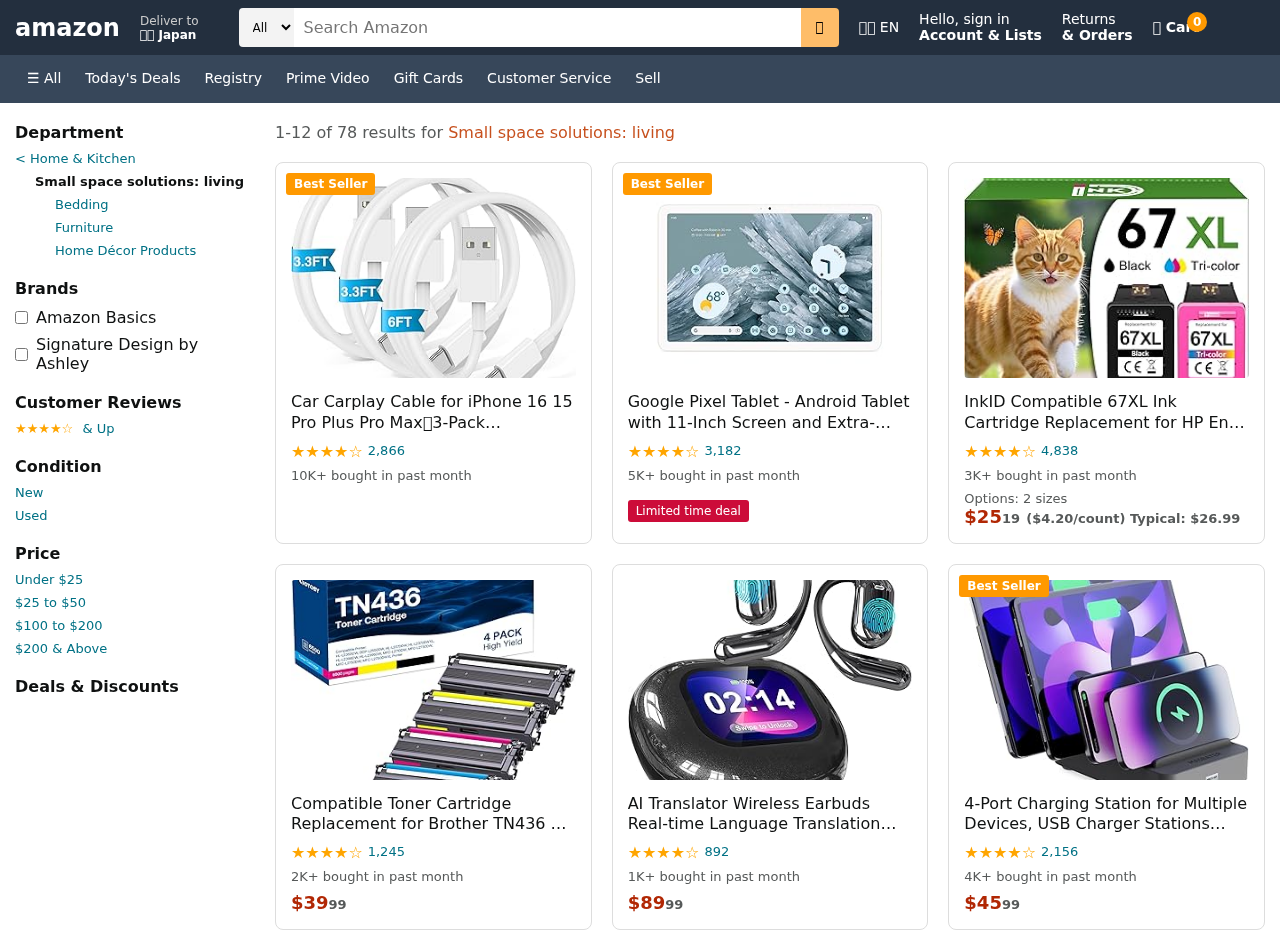 amazon
Deliver to
Japan
All
Search Amazon
EN
Hello, sign in
Account & Lists
Returns
& Orders
0
☰ All
Today's Deals
Registry
Prime Video
Gift Cards
Customer Service
Sell
Department
< Home & Kitchen
Small space solutions: living
Bedding
Furniture
Home Décor Products
Brands
Amazon Basics
Signature Design by
Ashley
Customer Reviews
★★★★☆ & Up
Condition
New
Used
Price
Under $25
$25 to $50
$100 to $200
$200 & Above
Deals & Discounts
1-12 of 78 results for Small space solutions: living
Best Seller
3.3FT
3.3FT
6FT
Car Carplay Cable for iPhone 16 15
Pro Plus Pro Max 3-Pack…
★★★★☆ 2,866
10K+ bought in past month
Best Seller
68°
Google Pixel Tablet - Android Tablet
with 11-Inch Screen and Extra-…
★★★★☆ 3,182
5K+ bought in past month
Limited time deal
INK
67 XL
Black
Tri-color
Replacement for
67XL
Black
Replacement for
67XL
Tri-color
InkID Compatible 67XL Ink
Cartridge Replacement for HP En…
★★★★☆ 4,838
3K+ bought in past month
Options: 2 sizes
$25 19 ($4.20/count) Typical: $26.99
TN436
Toner Cartridge
4 PACK
High Yield
Compatible Toner Cartridge
Replacement for Brother TN436 …
★★★★☆ 1,245
2K+ bought in past month
$39 99
100%
02:14
Swipe to Unlock
AI Translator Wireless Earbuds
Real-time Language Translation…
★★★★☆ 892
1K+ bought in past month
$89 99
Best Seller
4-Port Charging Station for Multiple
Devices, USB Charger Stations…
★★★★☆ 2,156
4K+ bought in past month
$45 99